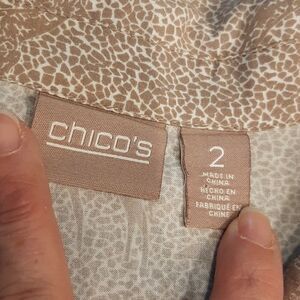 chico's
2
MADE IN
CHINA
HECHO EN
CHINA
FABRIQUÉ EN
CHINE